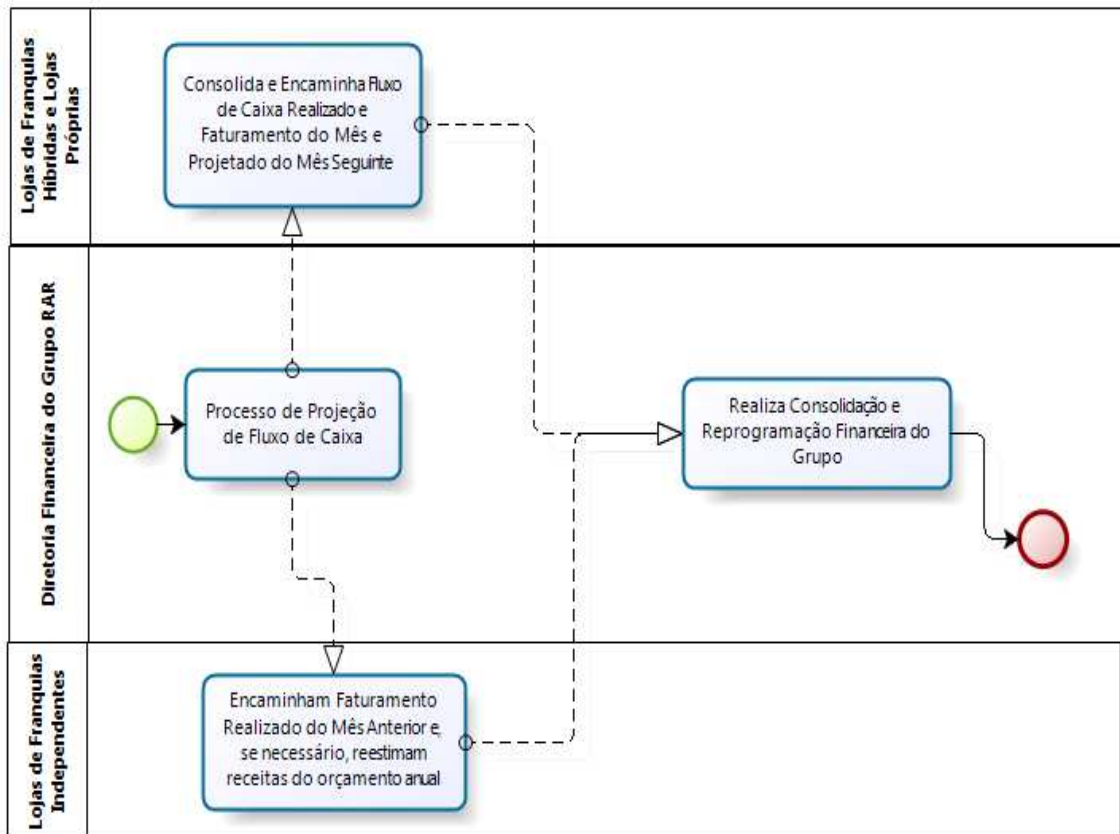 Lojas de Franquias
Híbridas e Lojas
Próprias
Consolida e Encaminha Fluxo
de Caixa Realizado e
Faturamento do Mês e
Projetado do Mês Seguinte
Diretoria Financeira do Grupo RAR
Processo de Projeção
de Fluxo de Caixa
Realiza Consolidação e
Reprogramação Financeira do
Grupo
Lojas de Franquias
Independentes
Encaminham Faturamento
Realizado do Mês Anterior e,
se necessário, reestimam
receitas do orçamento anual